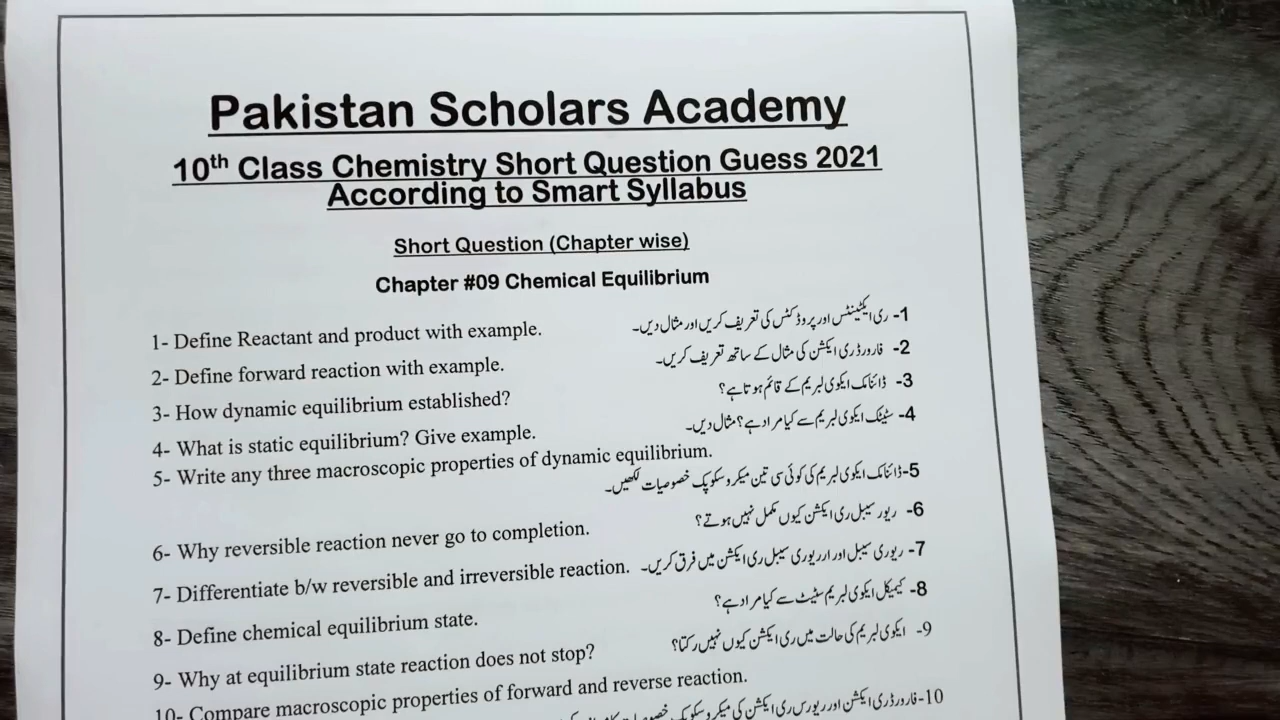 Pakistan Scholars Academy
10th Class Chemistry Short Question Guess 2021
According to Smart Syllabus
Short Question (Chapter wise)
Chapter #09 Chemical Equilibrium
1- Define Reactant and product with example.
1- ری ایکٹینٹس اور پروڈکٹس کی تعریف کریں اور مثال دیں۔
2- Define forward reaction with example.
2- فارورڈ ری ایکشن کی مثال کے ساتھ تعریف کریں۔
3- How dynamic equilibrium established?
3- ڈائنامک ایکوی لبریم کے قائم ہوتا ہے؟
4- What is static equilibrium? Give example.
4- سٹیٹک ایکوی لبریم سے کیا مراد ہے؟ مثال دیں۔
5- Write any three macroscopic properties of dynamic equilibrium.
5- ڈائنامک ایکوی لبریم کی کوئی سی تین میکروسکوپک خصوصیات لکھیں۔
6- Why reversible reaction never go to completion.
6- ریورسیبل ری ایکشن کیوں مکمل نہیں ہوتے؟
7- Differentiate b/w reversible and irreversible reaction.
7- ریوری سیبل اور ارریوری سیبل ری ایکشن میں فرق کریں۔
8- Define chemical equilibrium state.
8- کیمیکل ایکوی لبریم سٹیٹ سے کیا مراد ہے؟
9- Why at equilibrium state reaction does not stop?
9- ایکوی لبریم کی حالت میں ری ایکشن کیوں نہیں رکتا؟
10- Compare macroscopic properties of forward and reverse reaction.
10- فارورڈ ری ایکشن اور ریورس ری ایکشن کی میکروسکوپک